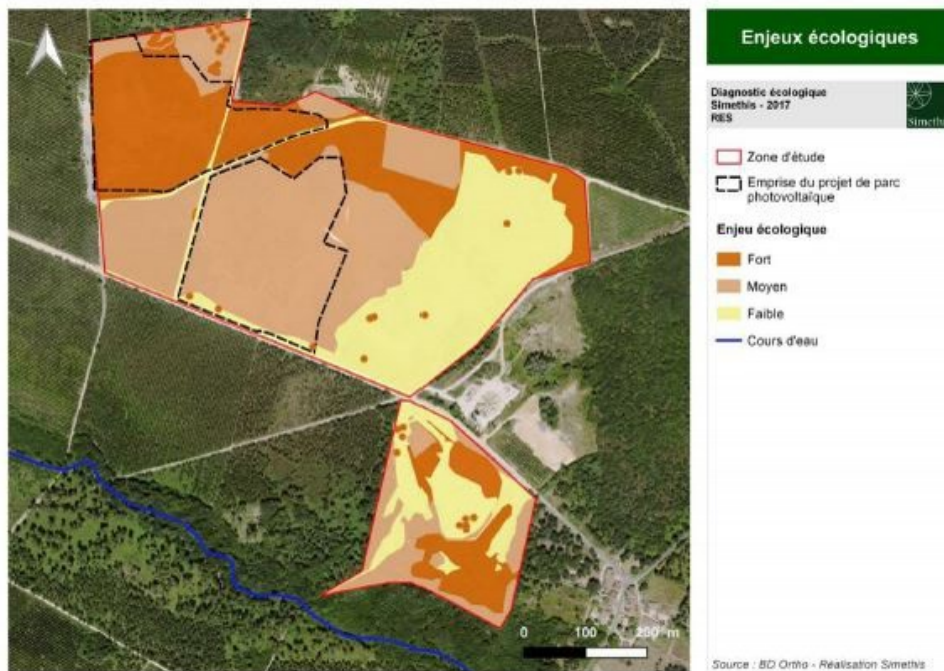 Enjeux écologiques
Diagnostic écologique
Simethis - 2017
RES
Simethis
Zone d'étude
Emprise du projet de parc
photovoltaïque
Enjeu écologique
Fort
Moyen
Faible
Cours d'eau
0 100 200 m
Source : BD Ortho - Réalisation Simethis